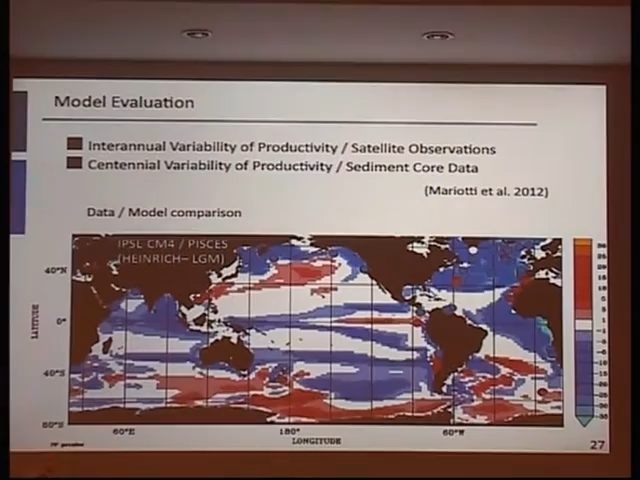 Model Evaluation
Interannual Variability of Productivity / Satellite Observations
Centennial Variability of Productivity / Sediment Core Data
(Mariotti et al. 2012)
Data / Model comparison
IPSL CM4 / PISCES
(HEINRICH– LGM)
40°N
0°
40°S
80°S
LATITUDE
60°E
180°
60°W
LONGITUDE
27